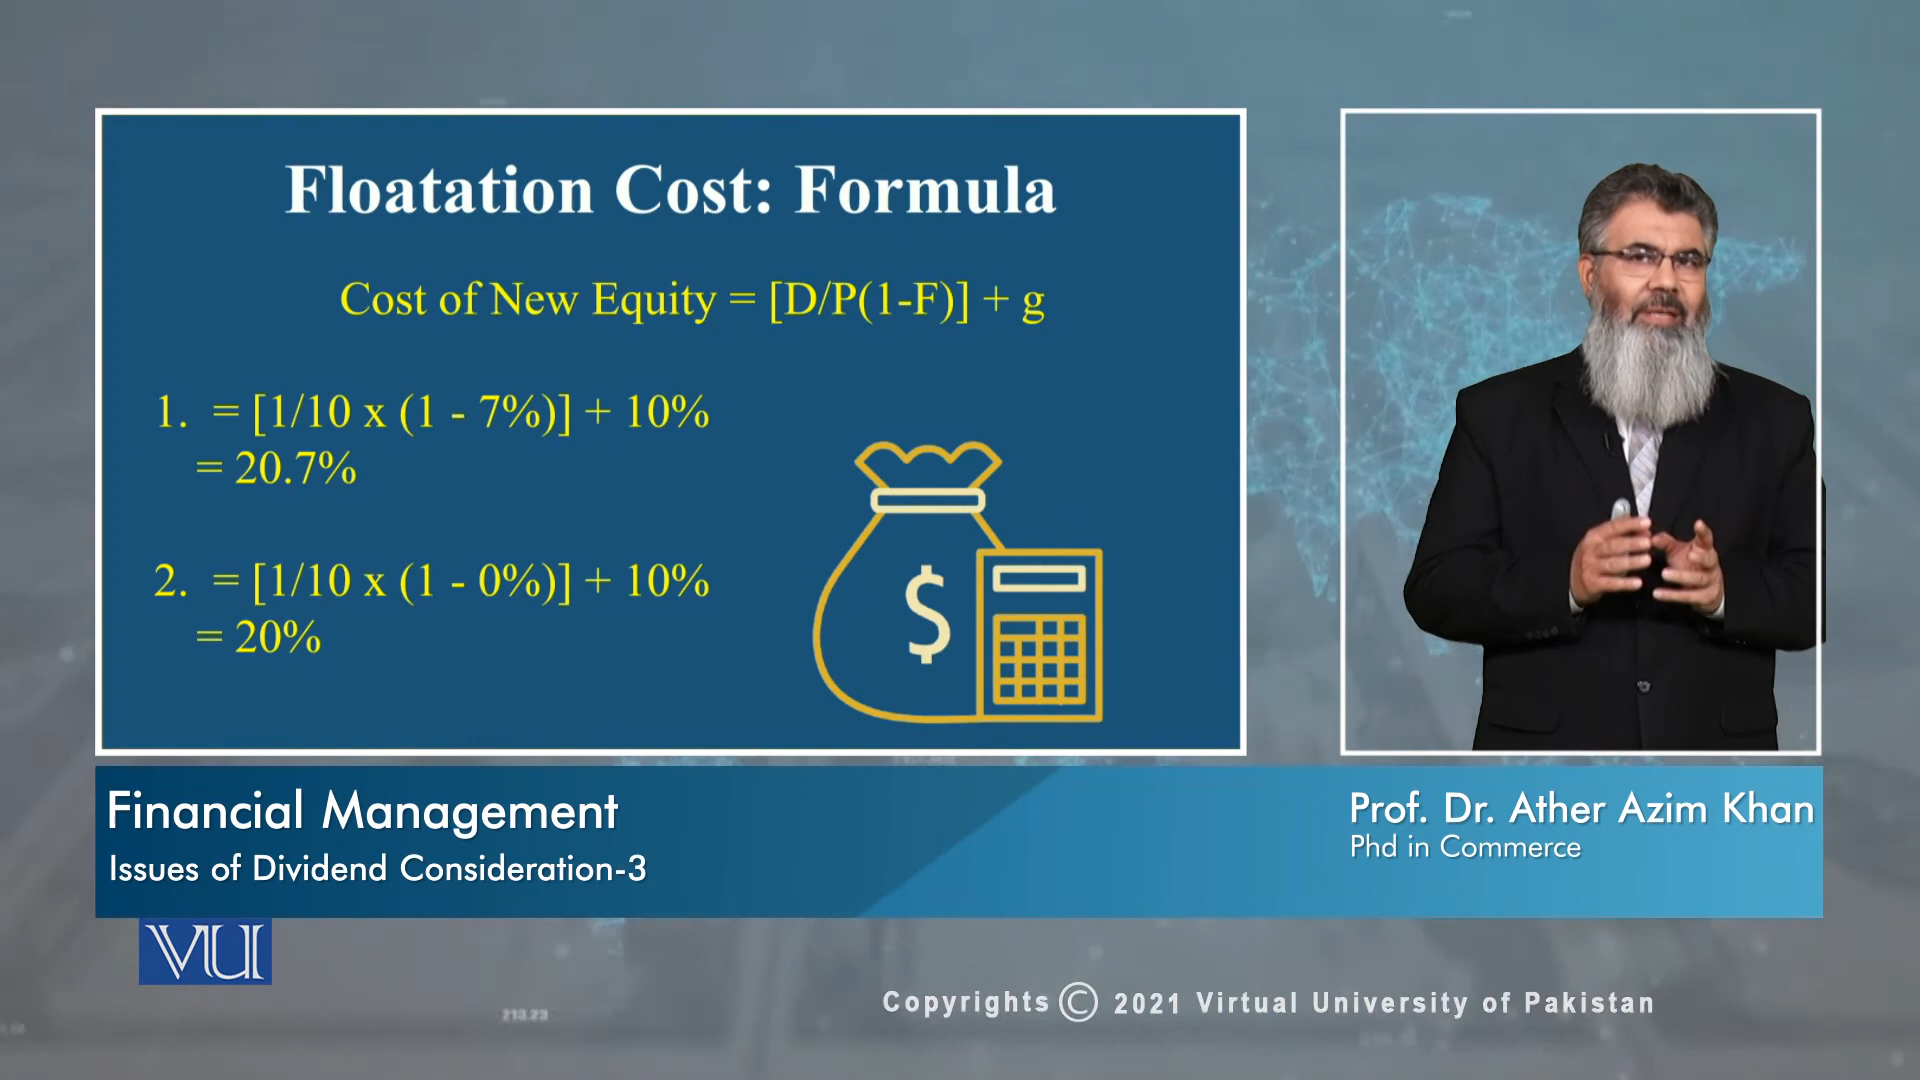 Floatation Cost: Formula
Cost of New Equity = [D/P(1-F)] + g
1. = [1/10 x (1 - 7%)] + 10%
= 20.7%
2. = [1/10 x (1 - 0%)] + 10%
= 20%
$
Financial Management
Issues of Dividend Consideration-3
Prof. Dr. Ather Azim Khan
Phd in Commerce
VU
213.23
Copyrights © 2021 Virtual University of Pakistan